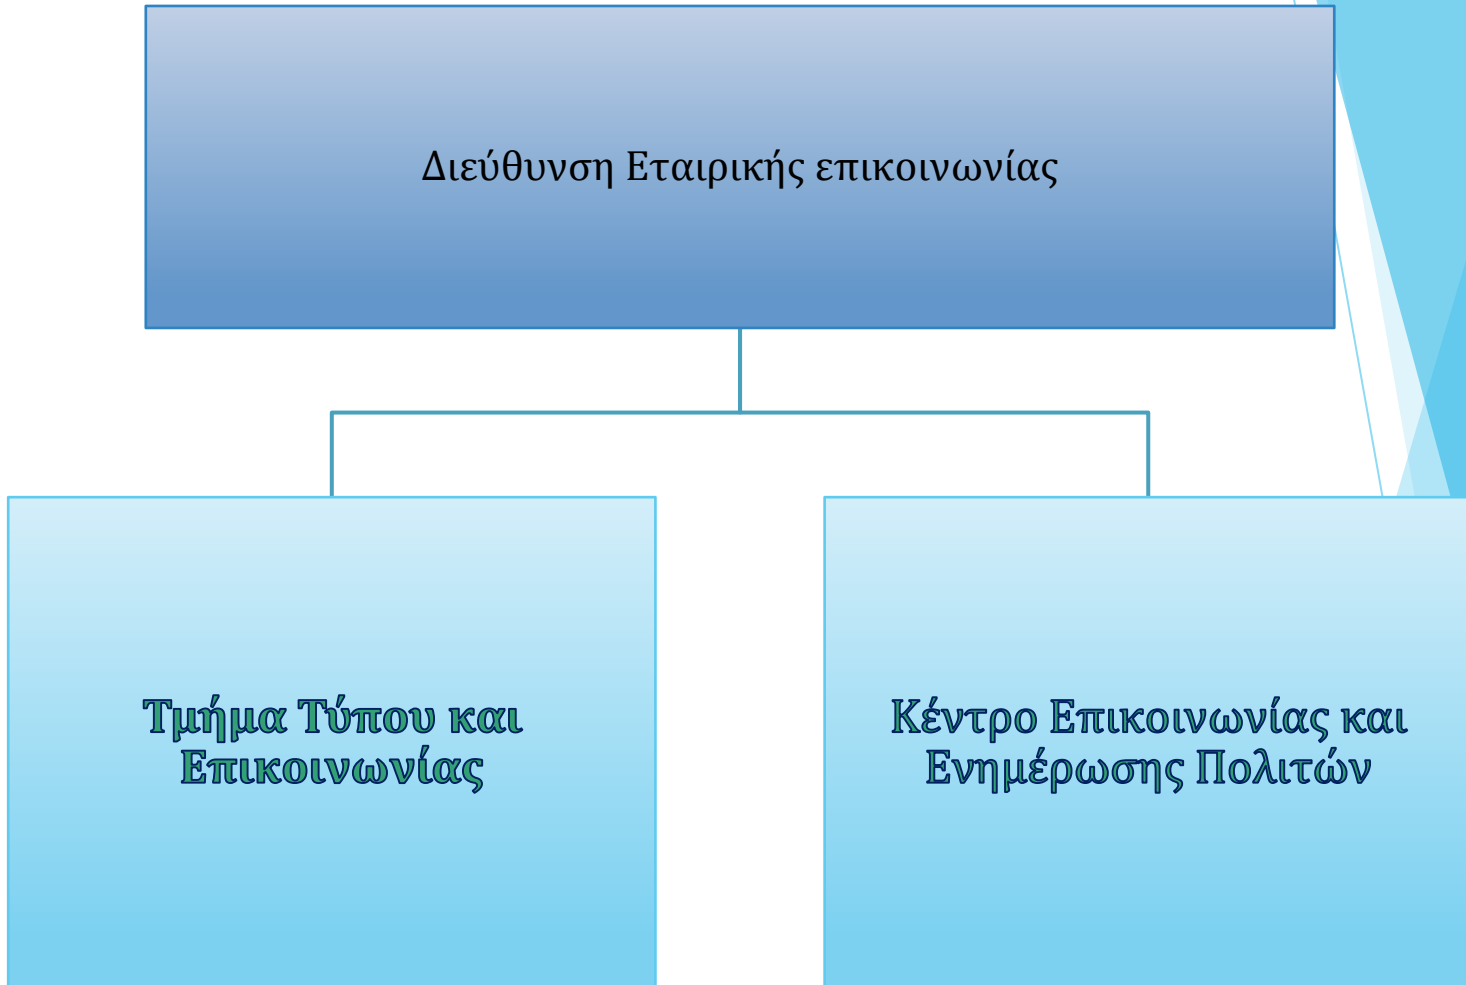 Διεύθυνση Εταιρικής επικοινωνίας
Τμήμα Τύπου και
Επικοινωνίας
Κέντρο Επικοινωνίας και
Ενημέρωσης Πολιτών